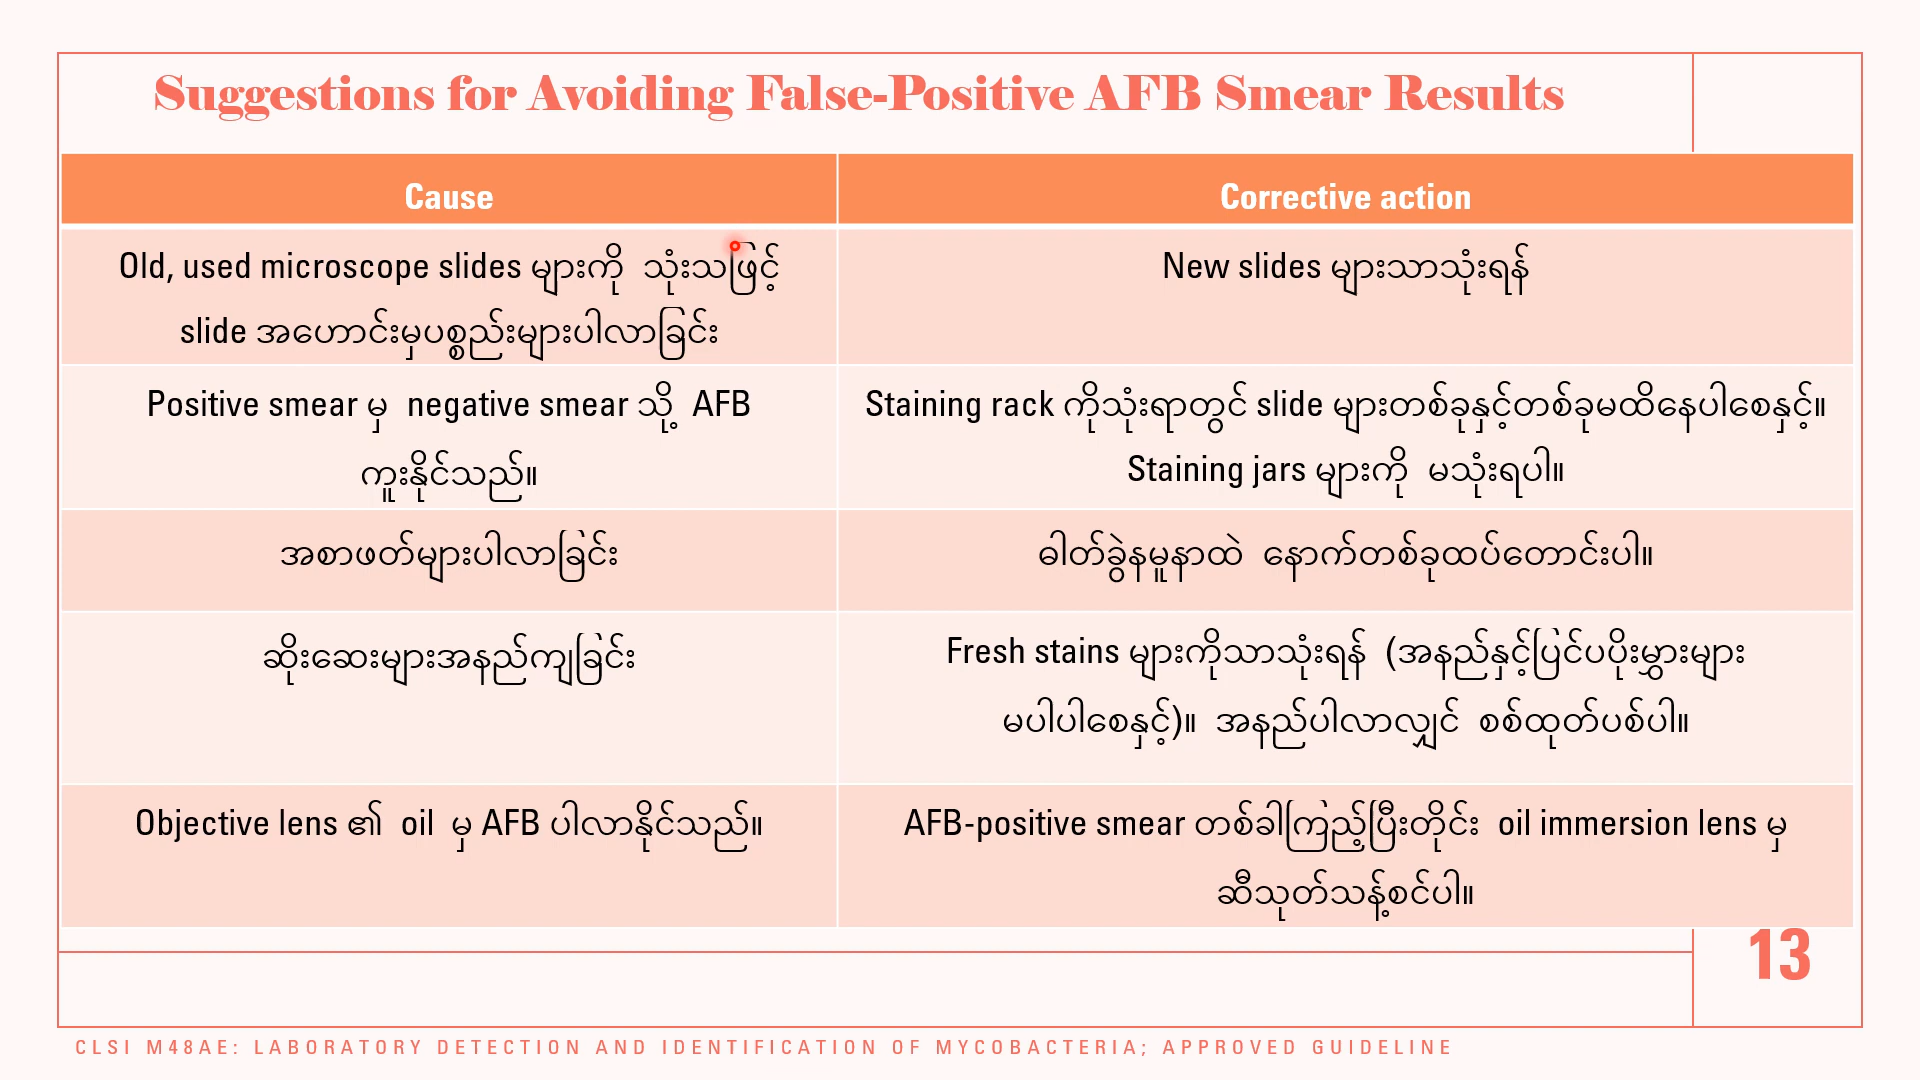 Suggestions for Avoiding False-Positive AFB Smear Results
Cause
Corrective action
Old, used microscope slides များကို သုံးသဖြင့်
slide အဟောင်းမှပစ္စည်းများပါလာခြင်း
New slides များသာသုံးရန်
Positive smear မှ negative smear သို့ AFB
ကူးနိုင်သည်။
Staining rack ကိုသုံးရာတွင် slide များတစ်ခုနှင့်တစ်ခုမထိနေပါစေနှင့်။
Staining jars များကို မသုံးရပါ။
အစာဖတ်များပါလာခြင်း
ဓါတ်ခွဲနမူနာထဲ နောက်တစ်ခုထပ်တောင်းပါ။
ဆိုးဆေးများအနည်ကျခြင်း
Fresh stains များကိုသာသုံးရန် (အနည်နှင့်ပြင်ပပိုးမွှားများ
မပါပါစေနှင့်)။ အနည်ပါလာလျှင် စစ်ထုတ်ပစ်ပါ။
Objective lens ၏ oil မှ AFB ပါလာနိုင်သည်။
AFB-positive smear တစ်ခါကြည့်ပြီးတိုင်း oil immersion lens မှ
ဆီသုတ်သန့်စင်ပါ။
13
CLSI M48AE: LABORATORY DETECTION AND IDENTIFICATION OF MYCOBACTERIA; APPROVED GUIDELINE